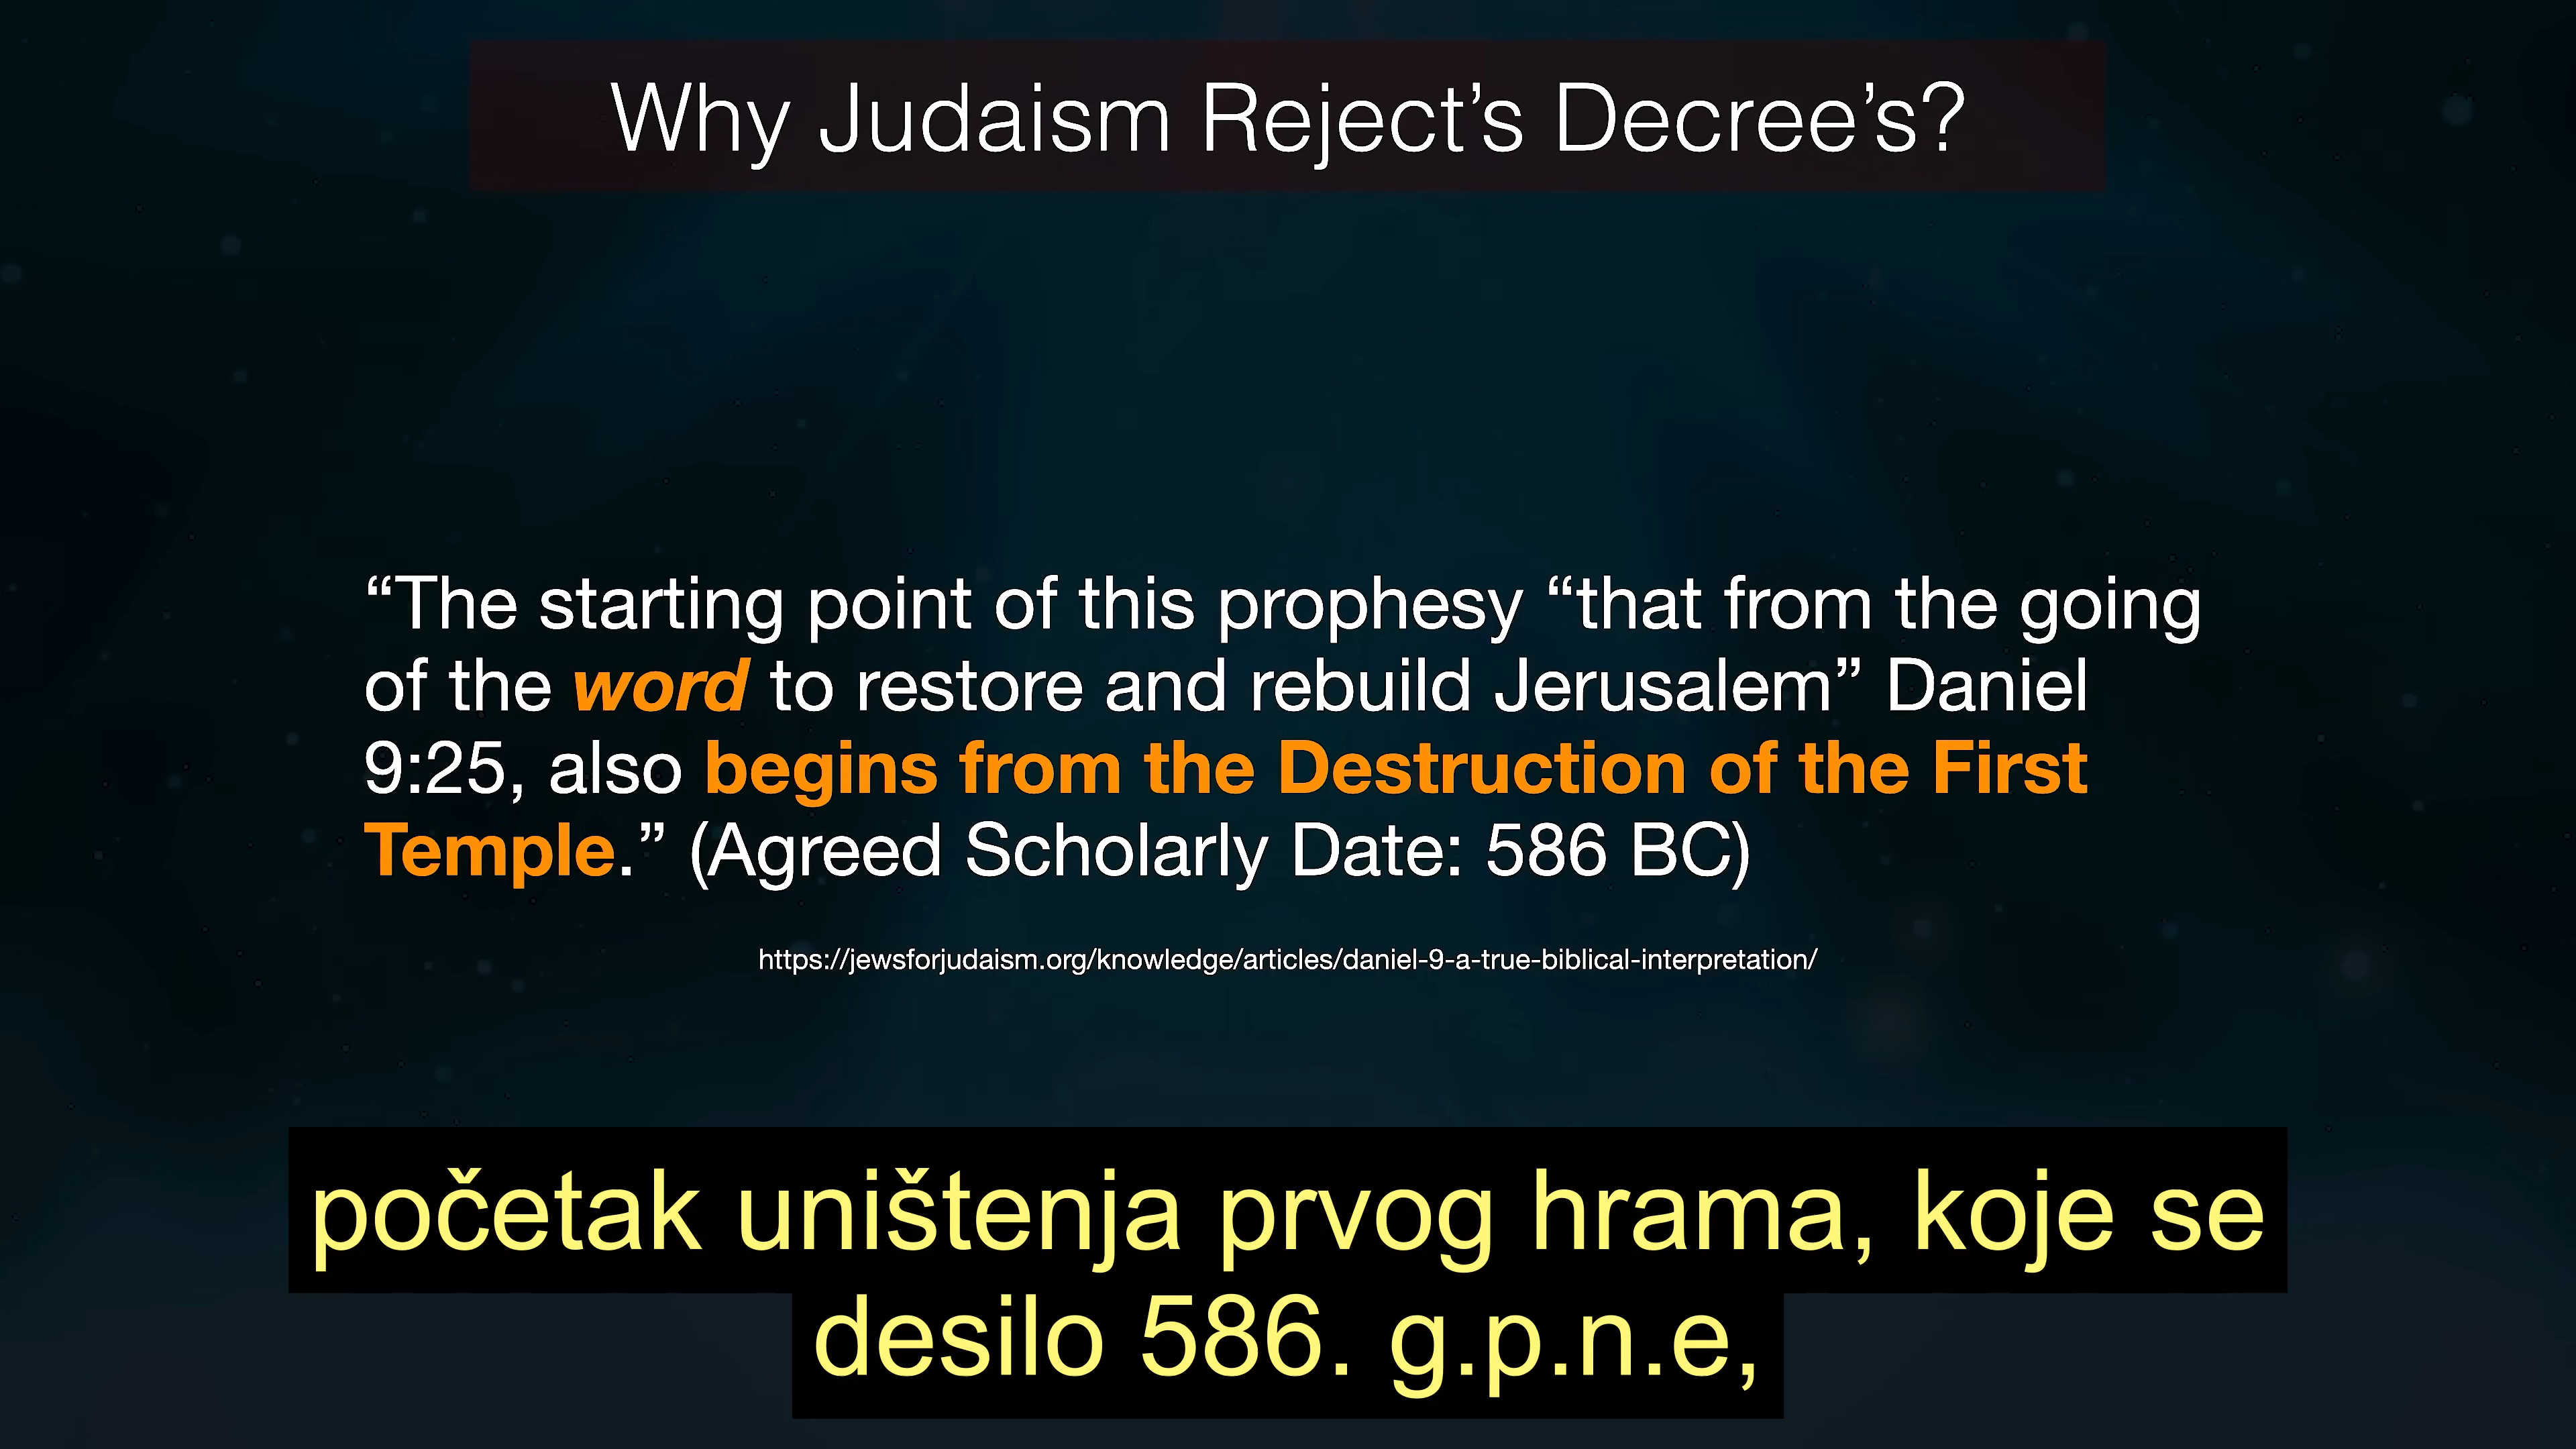 Why Judaism Reject’s Decree’s?
“The starting point of this prophesy “that from the going
of the word to restore and rebuild Jerusalem” Daniel
9:25, also begins from the Destruction of the First
Temple.” (Agreed Scholarly Date: 586 BC)
https://jewsforjudaism.org/knowledge/articles/daniel-9-a-true-biblical-interpretation/
početak uništenja prvog hrama, koje se
desilo 586. g.p.n.e,